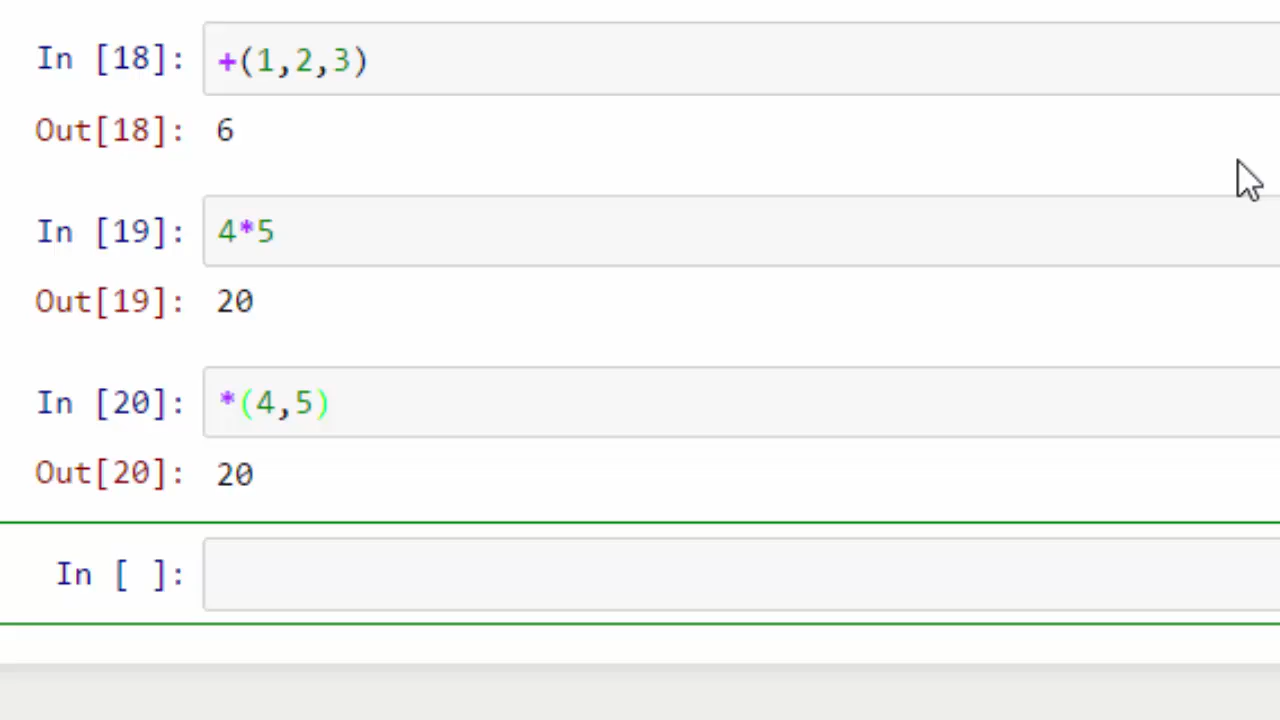 In [18]: +(1,2,3)
Out[18]: 6
In [19]: 4*5
Out[19]: 20
In [20]: *(4,5)
Out[20]: 20
In [ ]: